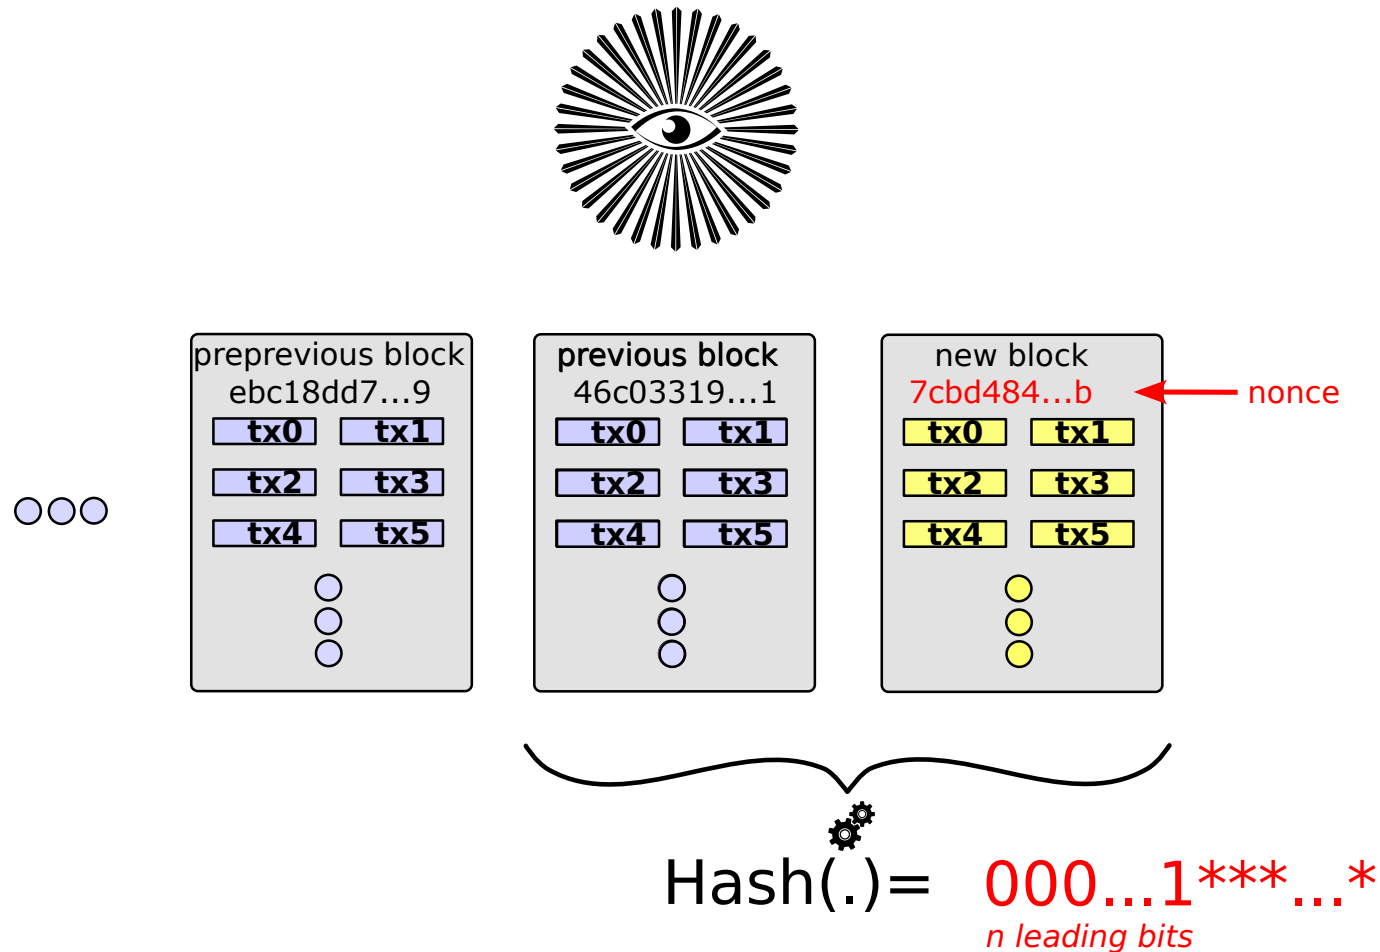 preprevious block
ebc18dd7...9
tx0 tx1
tx2 tx3
tx4 tx5
previous block
46c03319...1
tx0 tx1
tx2 tx3
tx4 tx5
new block
7cbd484...b
nonce
tx0 tx1
tx2 tx3
tx4 tx5
Hash(.)= 000...1***...*
n leading bits